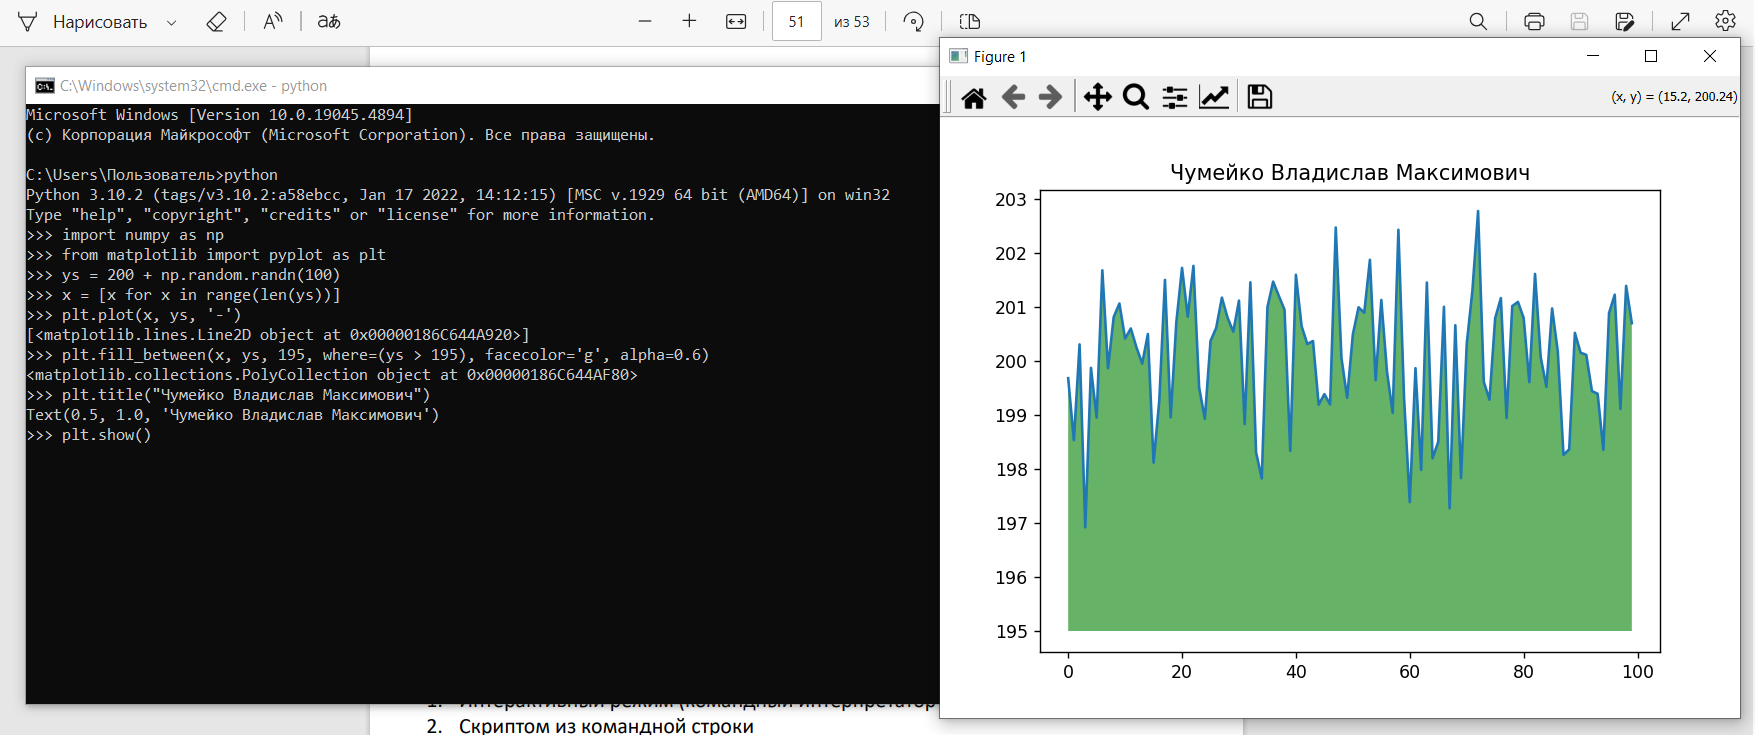 Нарисовать
aあ
51
из 53
C:\Windows\system32\cmd.exe - python
Microsoft Windows [Version 10.0.19045.4894]
(c) Корпорация Майкрософт (Microsoft Corporation). Все права защищены.
C:\Users\Пользователь>python
Python 3.10.2 (tags/v3.10.2:a58ebcc, Jan 17 2022, 14:12:15) [MSC v.1929 64 bit (AMD64)] on win32
Type "help", "copyright", "credits" or "license" for more information.
>>> import numpy as np
>>> from matplotlib import pyplot as plt
>>> ys = 200 + np.random.randn(100)
>>> x = [x for x in range(len(ys))]
>>> plt.plot(x, ys, '-')
[<matplotlib.lines.Line2D object at 0x00000186C644A920>]
>>> plt.fill_between(x, ys, 195, where=(ys > 195), facecolor='g', alpha=0.6)
<matplotlib.collections.PolyCollection object at 0x00000186C644AF80>
>>> plt.title("Чумейко Владислав Максимович")
Text(0.5, 1.0, 'Чумейко Владислав Максимович')
>>> plt.show()
Figure 1
(x, y) = (15.2, 200.24)
Чумейко Владислав Максимович
203
202
201
200
199
198
197
196
195
0 20 40 60 80 100
1. Интерактивный режим (командный интерпретатор
2. Скриптом из командной строки